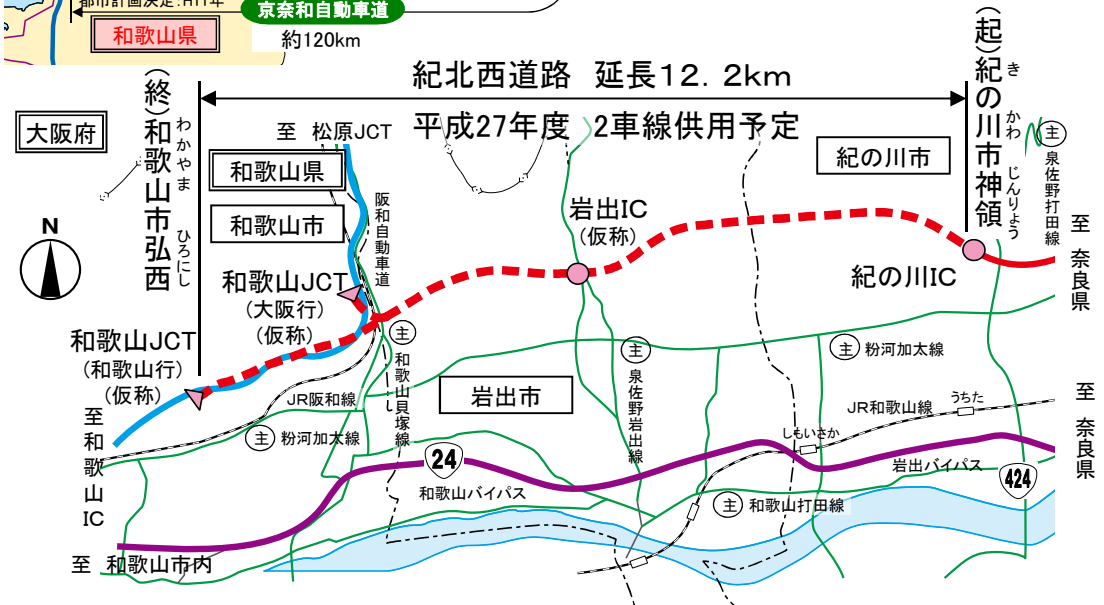 都市計画決定：H11年
京奈和自動車道
和歌山県
約120km
紀北西道路 延長12．2km
平成27年度 2車線供用予定
（起）紀の川市神領
き かわ じんりょう
（終）和歌山市弘西
わかやま ひろにし
大阪府
至 松原JCT
和歌山県
和歌山市
阪和自動車道
紀の川市
主 泉佐野打田線
至 奈良県
N
岩出IC
（仮称）
紀の川IC
和歌山JCT
（大阪行）
（仮称）
和歌山JCT
（和歌山行）
（仮称）
主 和歌山貝塚線
主 泉佐野岩出線
主 粉河加太線
岩出市
JR阪和線
主 粉河加太線
JR和歌山線
うちた
しもいさか
至 奈良県
至 和歌山IC
24
和歌山バイパス
岩出バイパス
424
主 和歌山打田線
至 和歌山市内